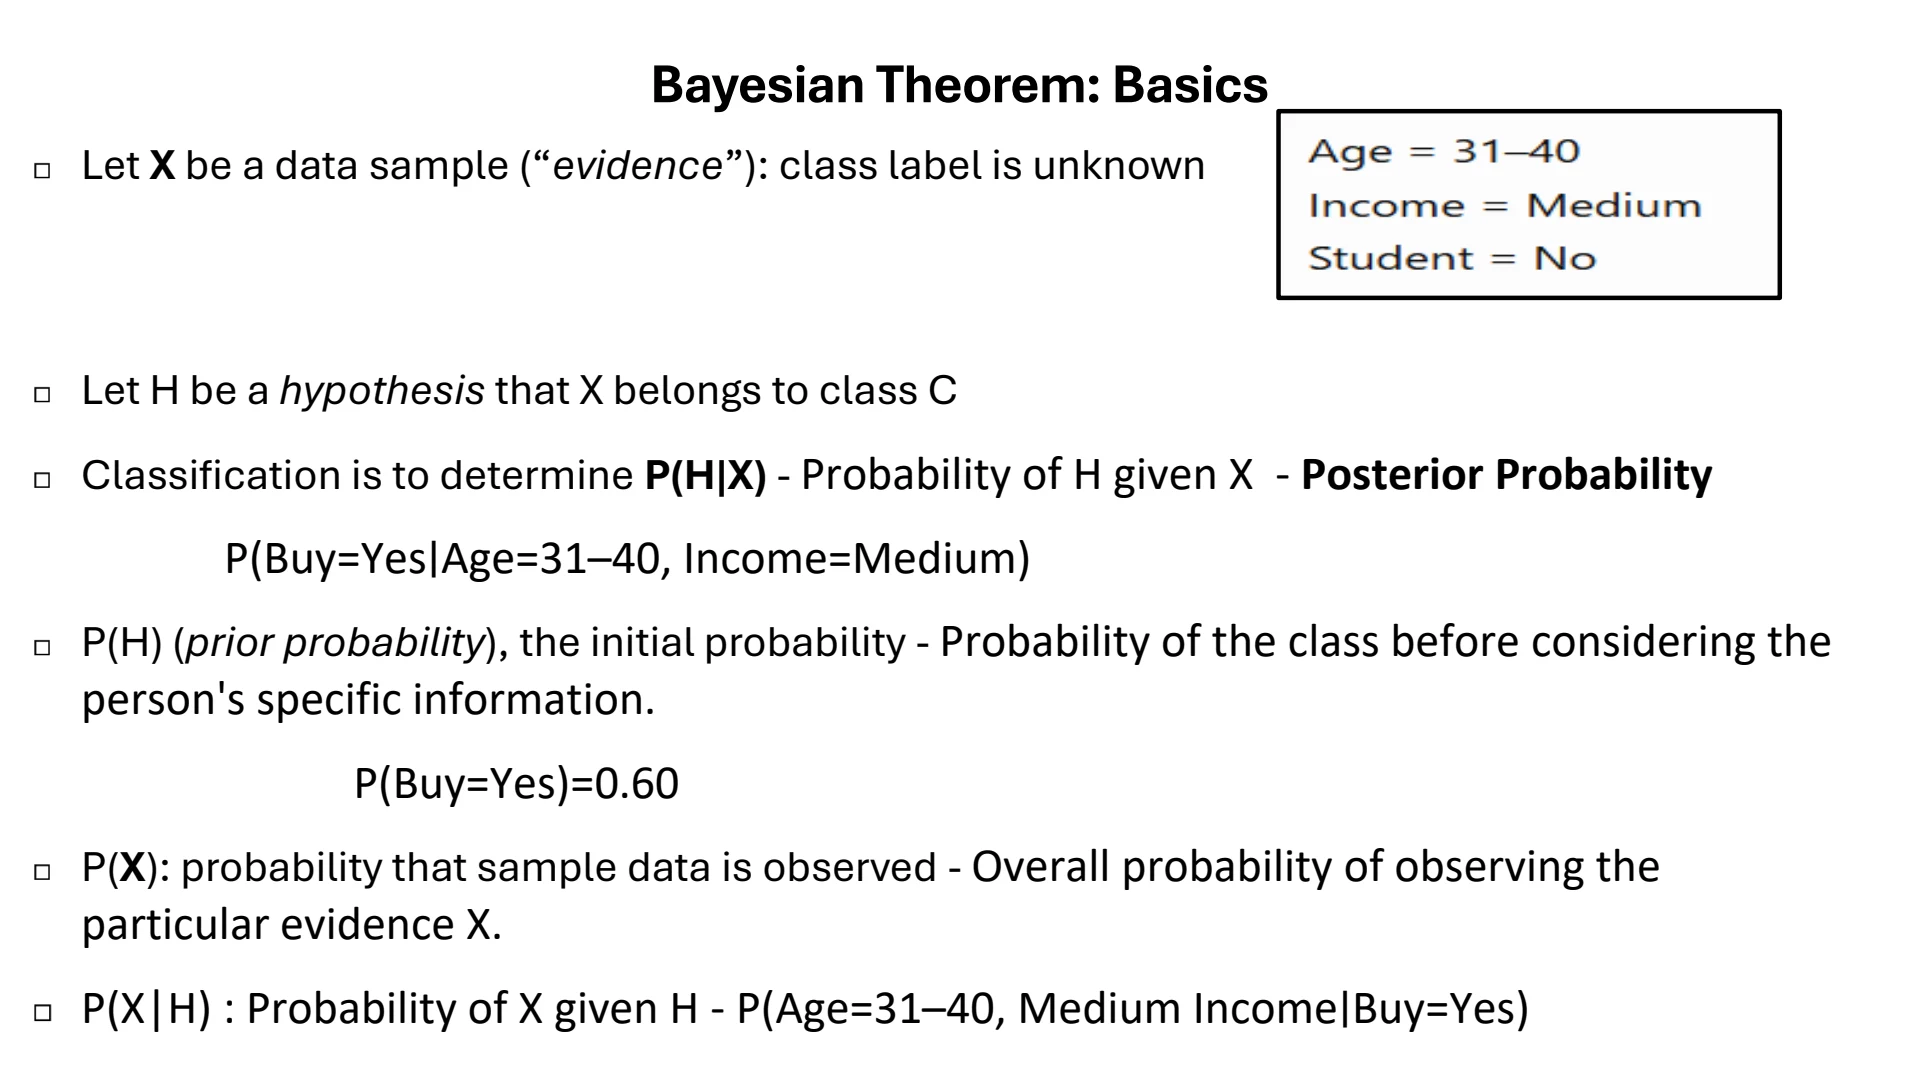 Bayesian Theorem: Basics
Let X be a data sample (“evidence”): class label is unknown
Age = 31–40
Income = Medium
Student = No
Let H be a hypothesis that X belongs to class C
Classification is to determine P(H|X) - Probability of H given X - Posterior Probability
P(Buy=Yes|Age=31–40, Income=Medium)
P(H) (prior probability), the initial probability - Probability of the class before considering the
person's specific information.
P(Buy=Yes)=0.60
P(X): probability that sample data is observed - Overall probability of observing the
particular evidence X.
P(X|H) : Probability of X given H - P(Age=31–40, Medium Income|Buy=Yes)